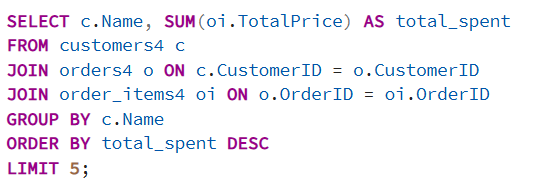 SELECT c.Name, SUM(oi.TotalPrice) AS total_spent
FROM customers4 c
JOIN orders4 o ON c.CustomerID = o.CustomerID
JOIN order_items4 oi ON o.OrderID = oi.OrderID
GROUP BY c.Name
ORDER BY total_spent DESC
LIMIT 5;